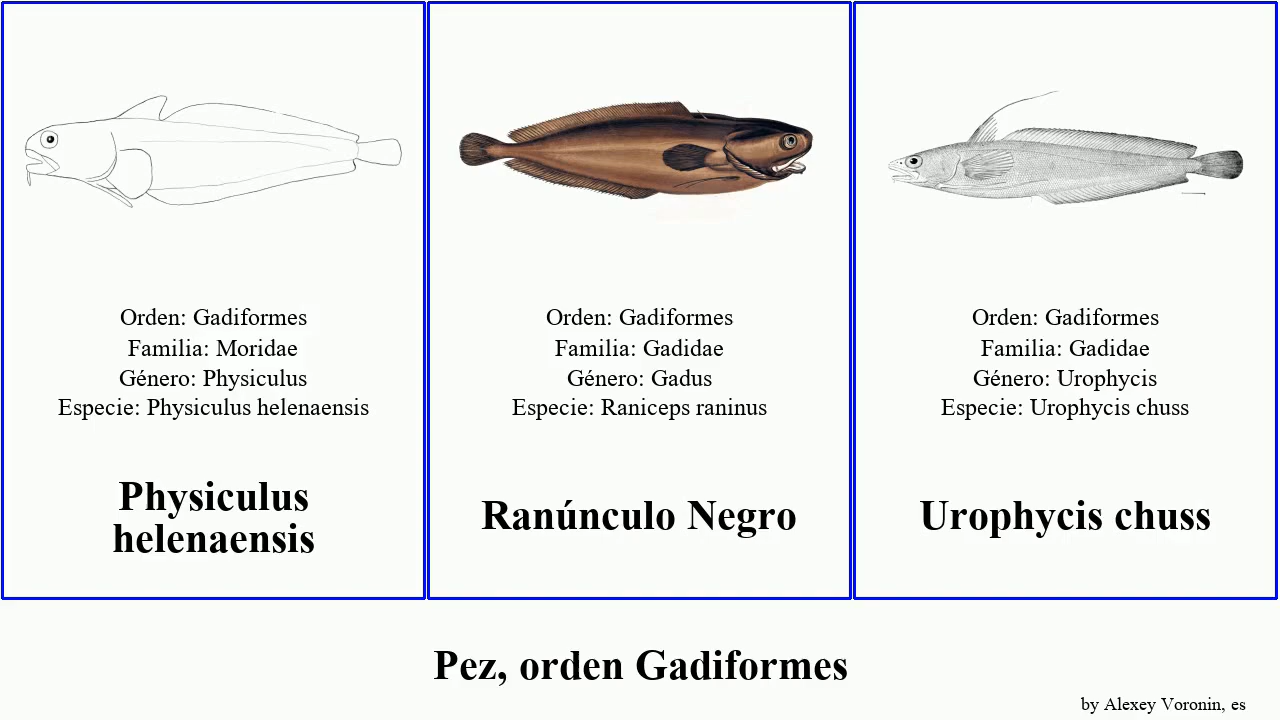 Orden: Gadiformes
Familia: Moridae
Género: Physiculus
Especie: Physiculus helenaensis
Physiculus
helenaensis
Orden: Gadiformes
Familia: Gadidae
Género: Gadus
Especie: Raniceps raninus
Ranúnculo Negro
Orden: Gadiformes
Familia: Gadidae
Género: Urophycis
Especie: Urophycis chuss
Urophycis chuss
Pez, orden Gadiformes
by Alexey Voronin, es